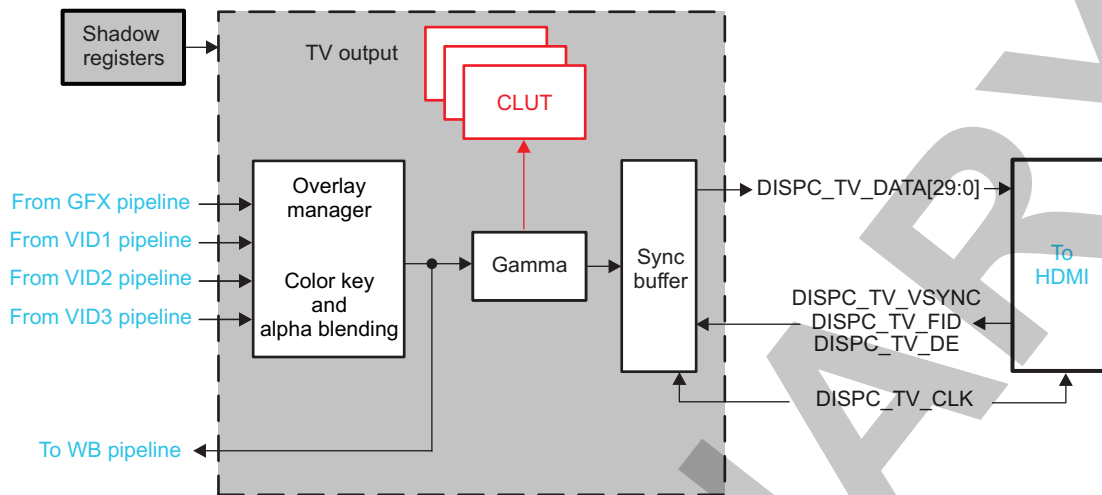 Shadow
registers
TV output
CLUT
Overlay
manager
Color key
and
alpha blending
From GFX pipeline
From VID1 pipeline
From VID2 pipeline
From VID3 pipeline
Gamma
Sync
buffer
DISPC_TV_DATA[29:0]
To
HDMI
DISPC_TV_VSYNC
DISPC_TV_FID
DISPC_TV_DE
DISPC_TV_CLK
To WB pipeline